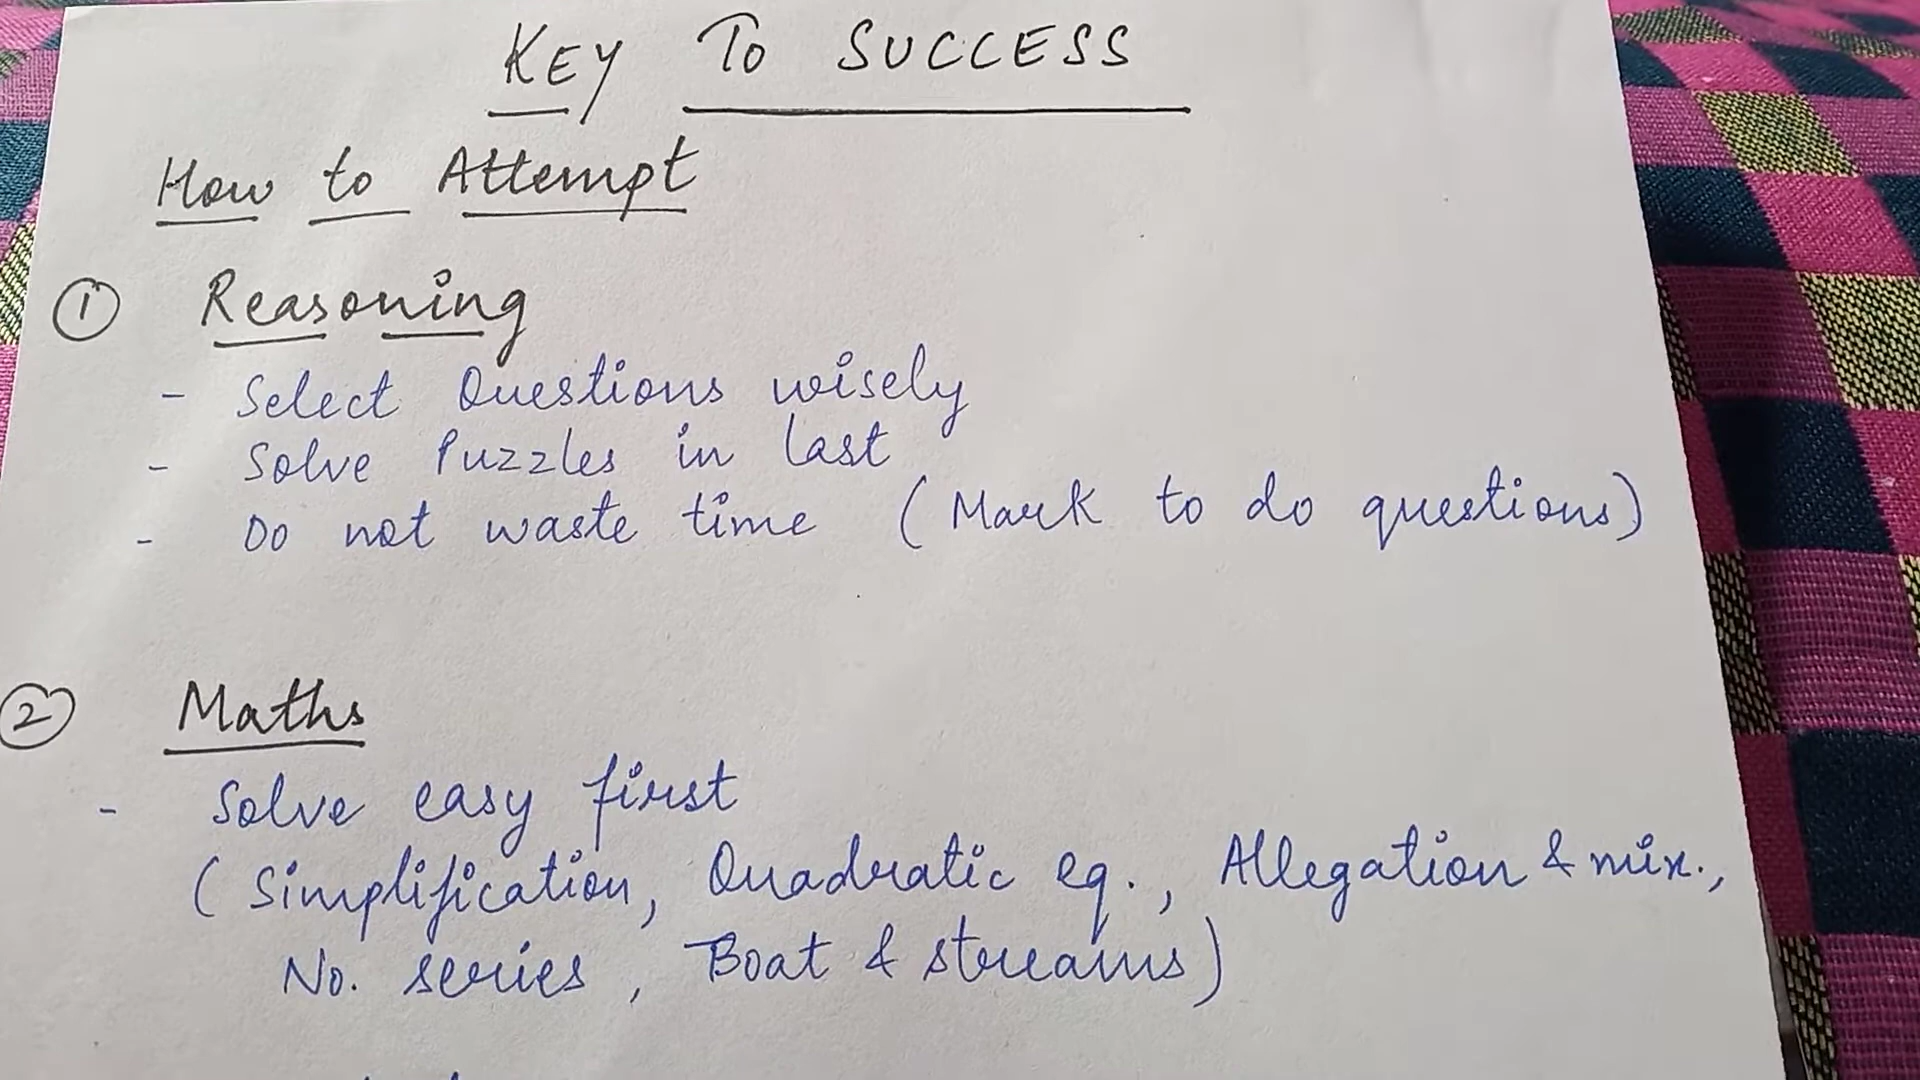 KEY To SUCCESS
How to Attempt
① Reasoning
- Select Questions wisely
- Solve Puzzles in last
- Do not waste time (Mark to do questions)
② Maths
- Solve easy first
(Simplification, Quadratic eq., Allegation & mix.,
No. series, Boat & streams)